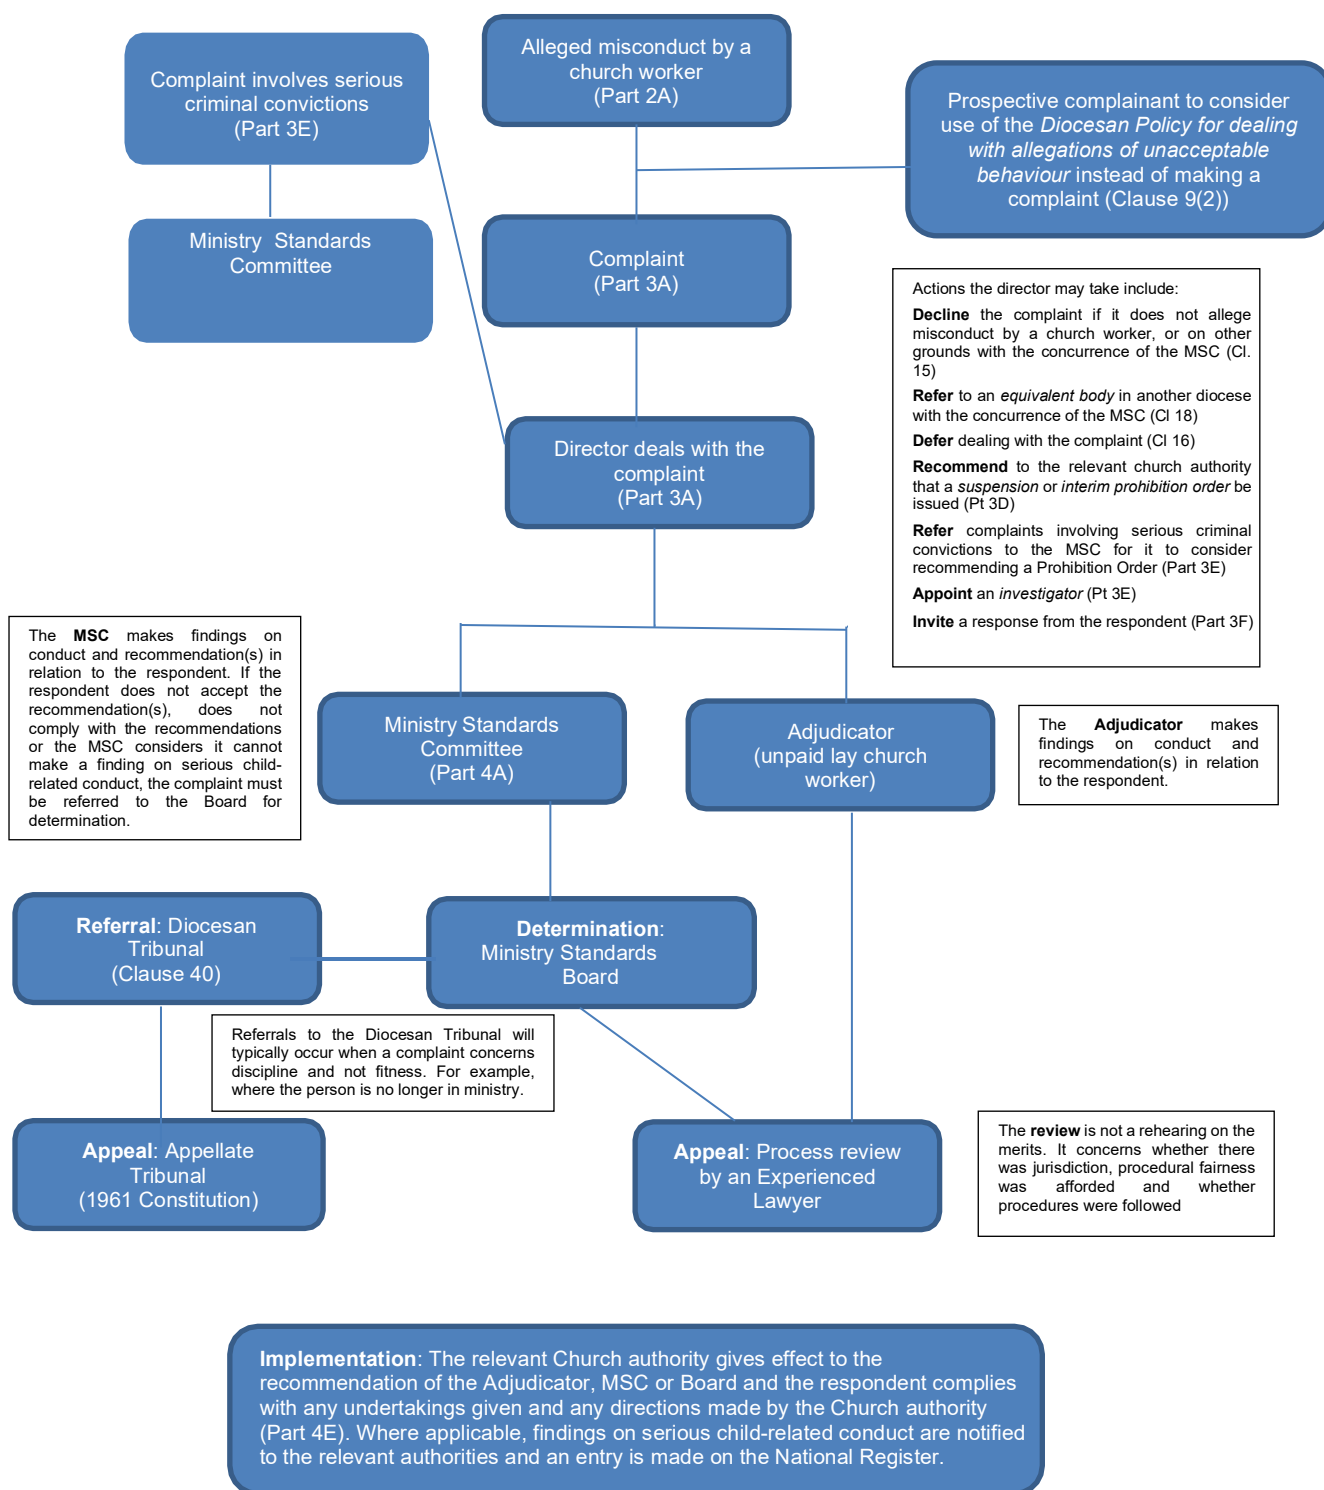 Alleged misconduct by a
church worker
(Part 2A)
Complaint involves serious
criminal convictions
(Part 3E)
Prospective complainant to consider
use of the Diocesan Policy for dealing
with allegations of unacceptable
behaviour instead of making a
complaint (Clause 9(2))
Ministry Standards
Committee
Complaint
(Part 3A)
Actions the director may take include:
Decline the complaint if it does not allege
misconduct by a church worker, or on other
grounds with the concurrence of the MSC (Cl.
15)
Refer to an equivalent body in another diocese
with the concurrence of the MSC (Cl 18)
Defer dealing with the complaint (Cl 16)
Recommend to the relevant church authority
that a suspension or interim prohibition order be
issued (Pt 3D)
Refer complaints involving serious criminal
convictions to the MSC for it to consider
recommending a Prohibition Order (Part 3E)
Appoint an investigator (Pt 3E)
Invite a response from the respondent (Part 3F)
Director deals with the
complaint
(Part 3A)
The MSC makes findings on
conduct and recommendation(s) in
relation to the respondent. If the
respondent does not accept the
recommendation(s), does not
comply with the recommendations
or the MSC considers it cannot
make a finding on serious child-
related conduct, the complaint must
be referred to the Board for
determination.
Ministry Standards
Committee
(Part 4A)
Adjudicator
(unpaid lay church
worker)
The Adjudicator makes
findings on conduct and
recommendation(s) in relation
to the respondent.
Referral: Diocesan
Tribunal
(Clause 40)
Determination:
Ministry Standards
Board
Referrals to the Diocesan Tribunal will
typically occur when a complaint concerns
discipline and not fitness. For example,
where the person is no longer in ministry.
Appeal: Appellate
Tribunal
(1961 Constitution)
Appeal: Process review
by an Experienced
Lawyer
The review is not a rehearing on the
merits. It concerns whether there
was jurisdiction, procedural fairness
was afforded and whether
procedures were followed
Implementation: The relevant Church authority gives effect to the
recommendation of the Adjudicator, MSC or Board and the respondent complies
with any undertakings given and any directions made by the Church authority
(Part 4E). Where applicable, findings on serious child-related conduct are notified
to the relevant authorities and an entry is made on the National Register.